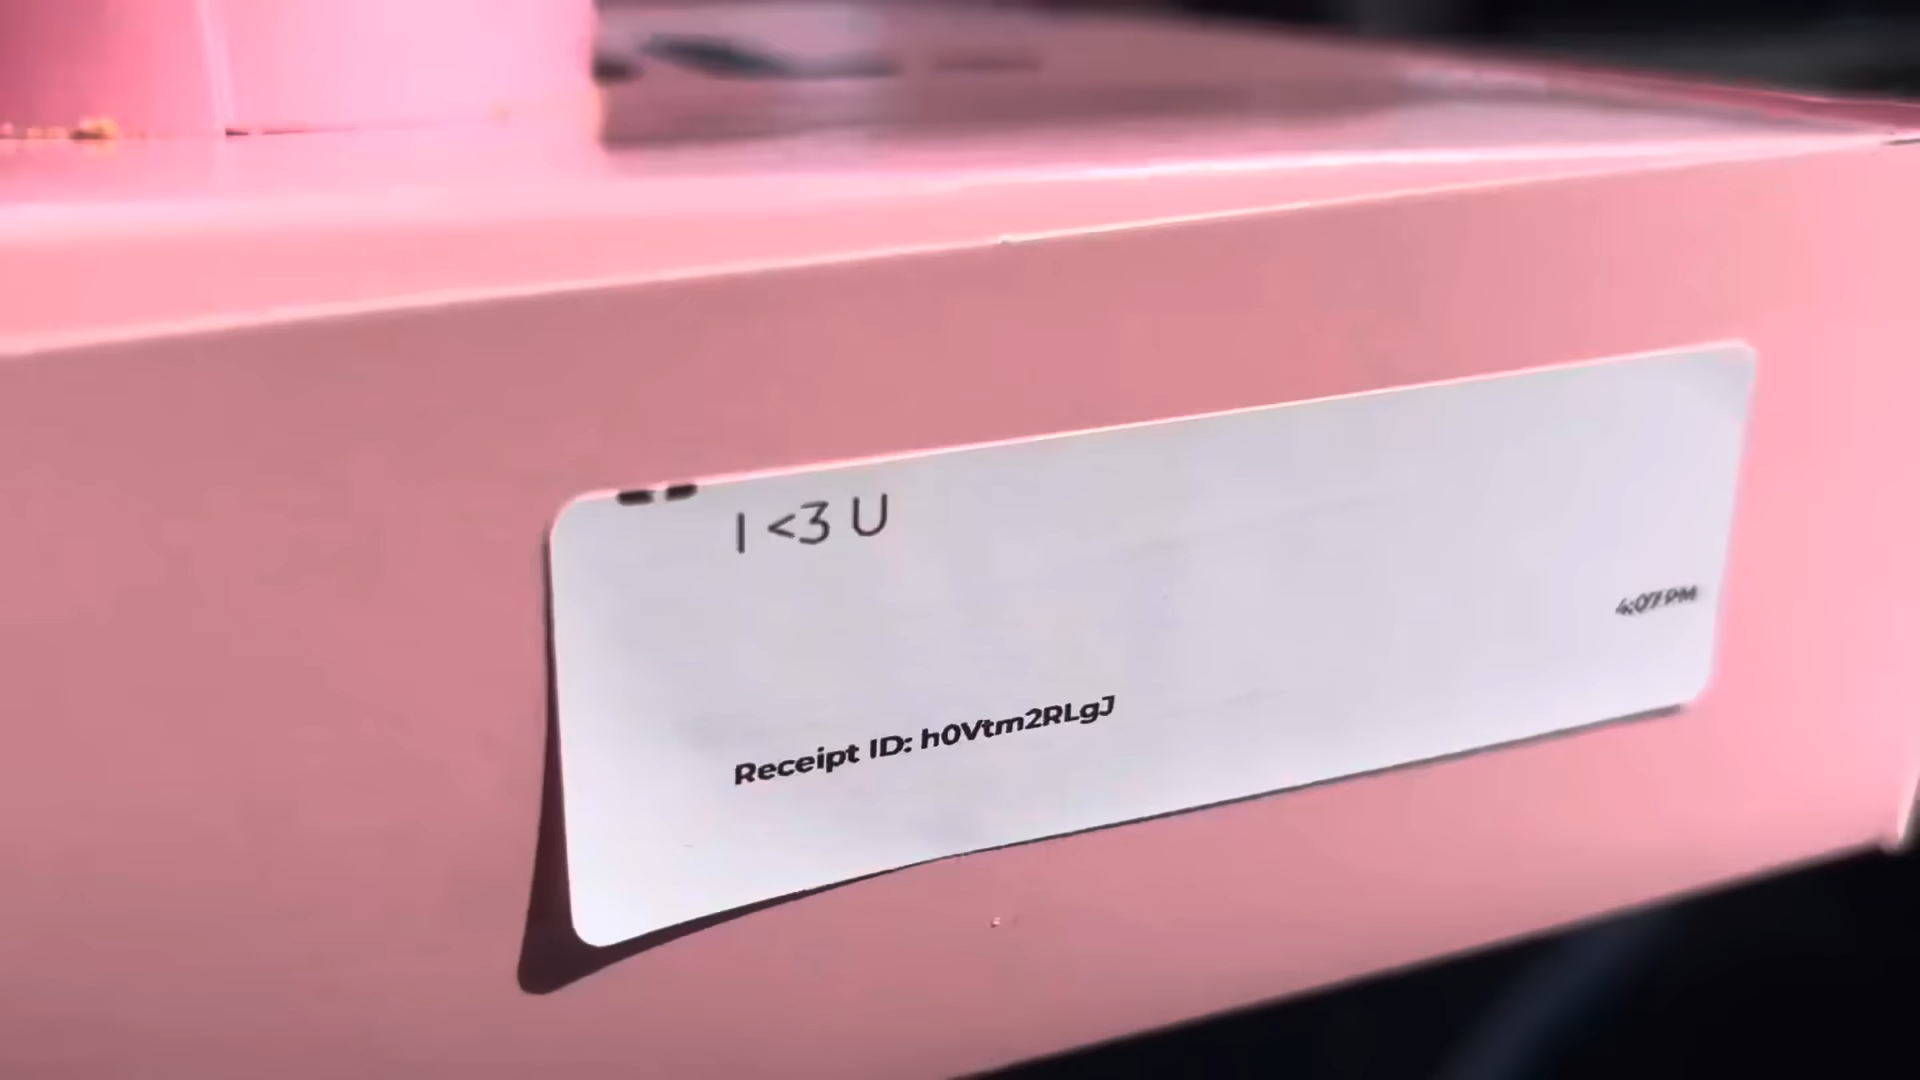 I <3 U
4:07 PM
Receipt ID: h0Vtm2RLgJ